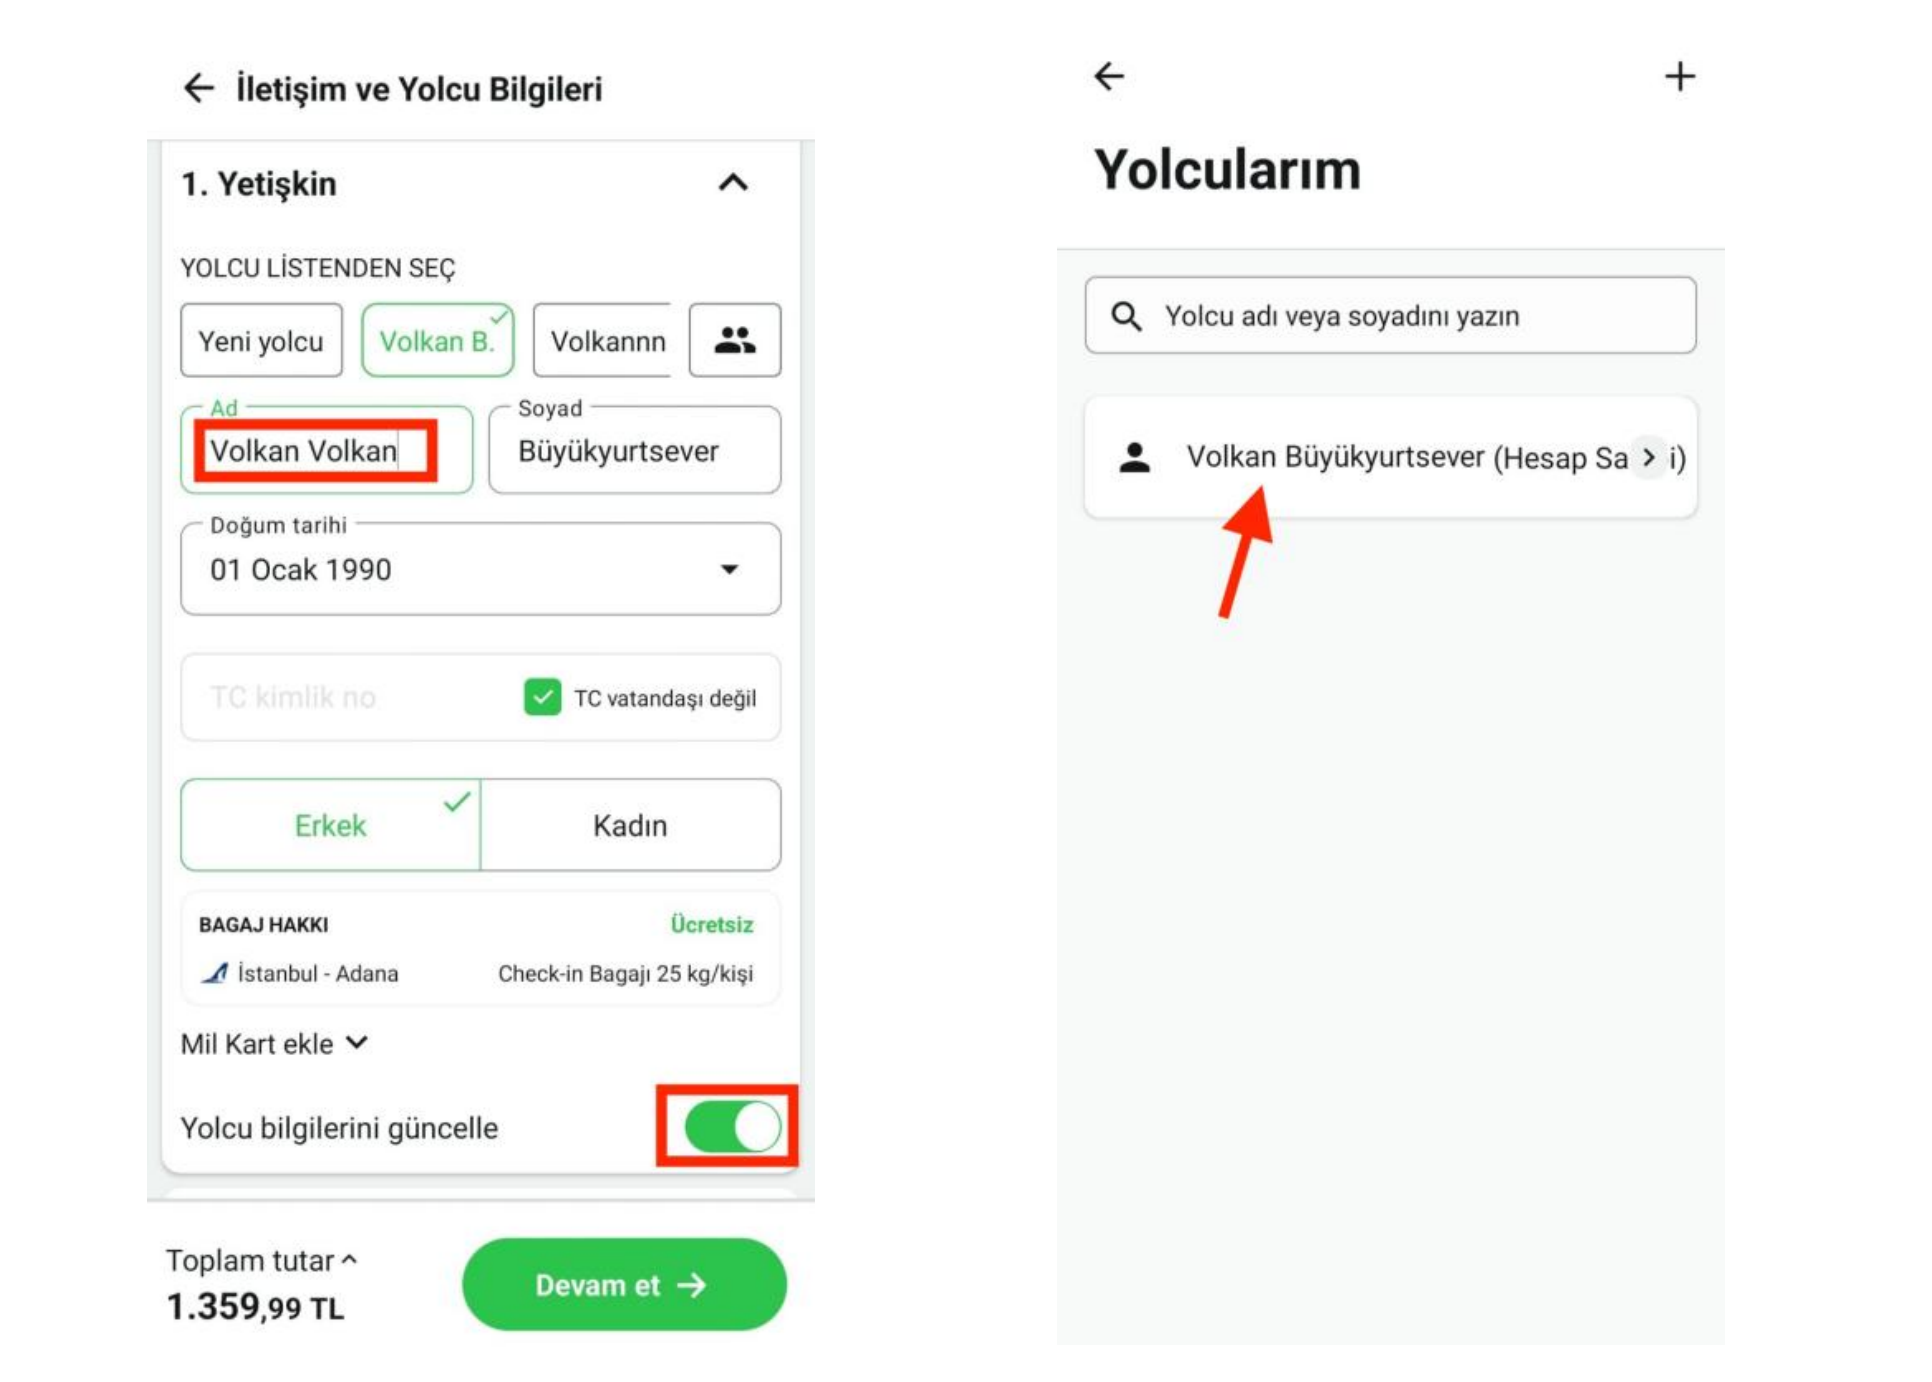 İletişim ve Yolcu Bilgileri
1. Yetişkin
YOLCU LİSTENDEN SEÇ
Yeni yolcu
Volkan B.
Volkannn
Ad
Volkan Volkan
Soyad
Büyükyurtsever
Doğum tarihi
01 Ocak 1990
TC kimlik no
TC vatandaşı değil
Erkek
Kadın
BAGAJ HAKKI
Ücretsiz
İstanbul - Adana
Check-in Bagajı 25 kg/kişi
Mil Kart ekle
Yolcu bilgilerini güncelle
Toplam tutar
1.359,99 TL
Devam et
Yolcularım
Yolcu adı veya soyadını yazın
Volkan Büyükyurtsever (Hesap Sa i)